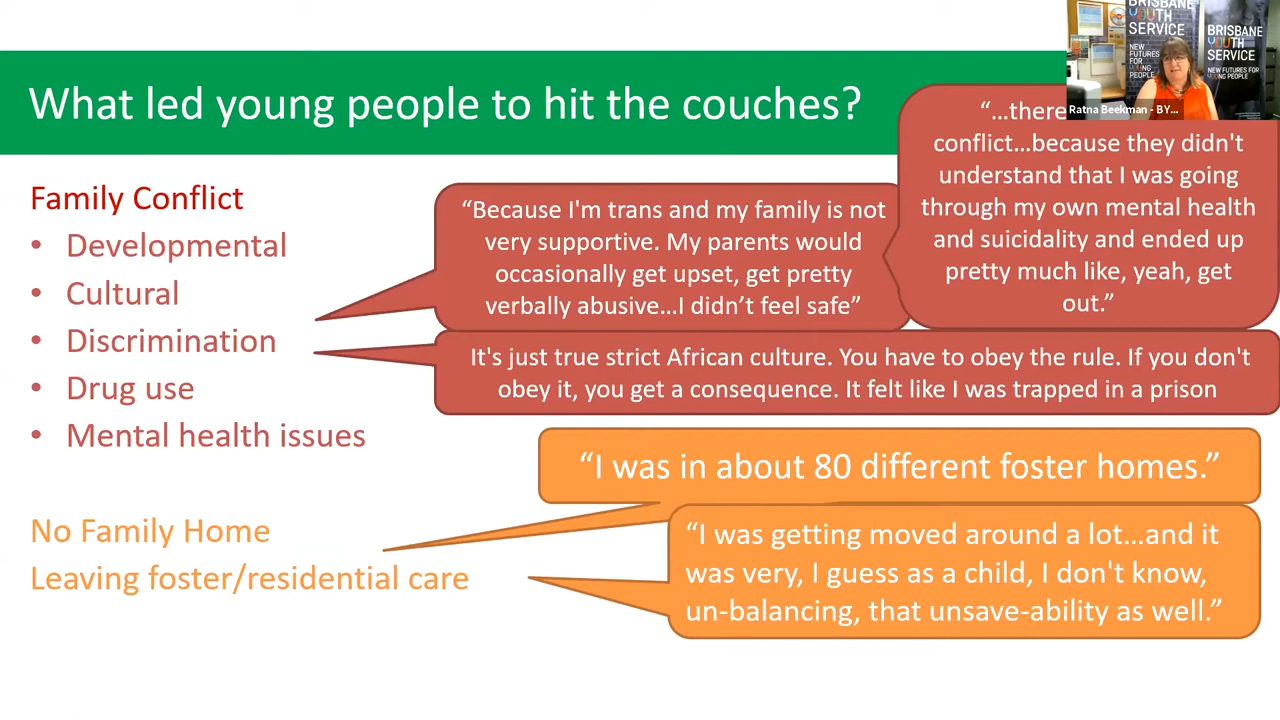 What led young people to hit the couches?
Family Conflict
• Developmental
• Cultural
• Discrimination
• Drug use
• Mental health issues
No Family Home
Leaving foster/residential care
“Because I'm trans and my family is not
very supportive. My parents would
occasionally get upset, get pretty
verbally abusive…I didn’t feel safe”
“…there
conflict…because they didn't
understand that I was going
through my own mental health
and suicidality and ended up
pretty much like, yeah, get
out.”
It's just true strict African culture. You have to obey the rule. If you don't
obey it, you get a consequence. It felt like I was trapped in a prison
“I was in about 80 different foster homes.”
“I was getting moved around a lot…and it
was very, I guess as a child, I don't know,
un-balancing, that unsave-ability as well.”
BRISBANE
YOUTH
SERVICE
NEW
FUTURES
FOR
YOUNG
PEOPLE
BRISBANE
YOUTH
SERVICE
NEW FUTURES FOR
YOUNG PEOPLE
Ratna Beekman - BY...